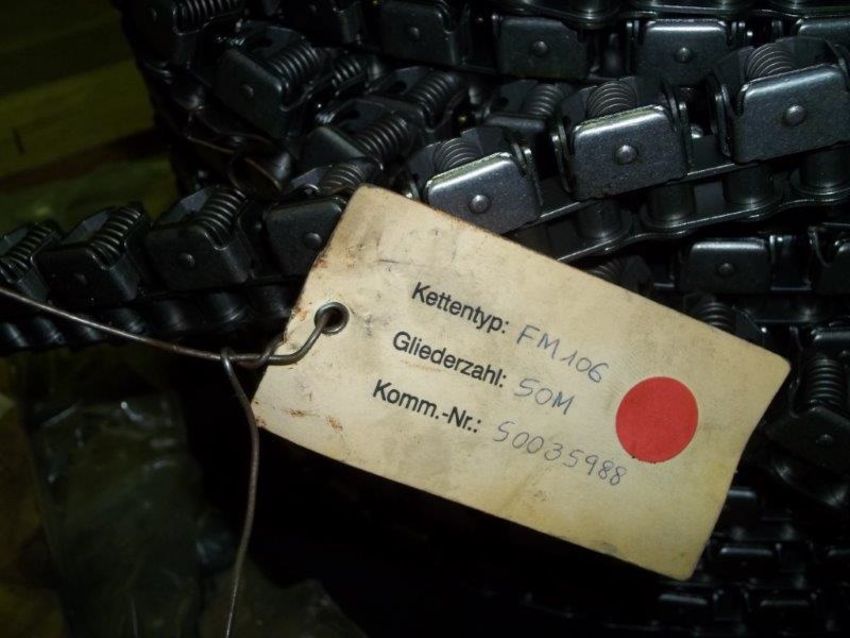 Kettentyp: FM106
Gliederzahl: 50M
Komm.-Nr.: 50035988